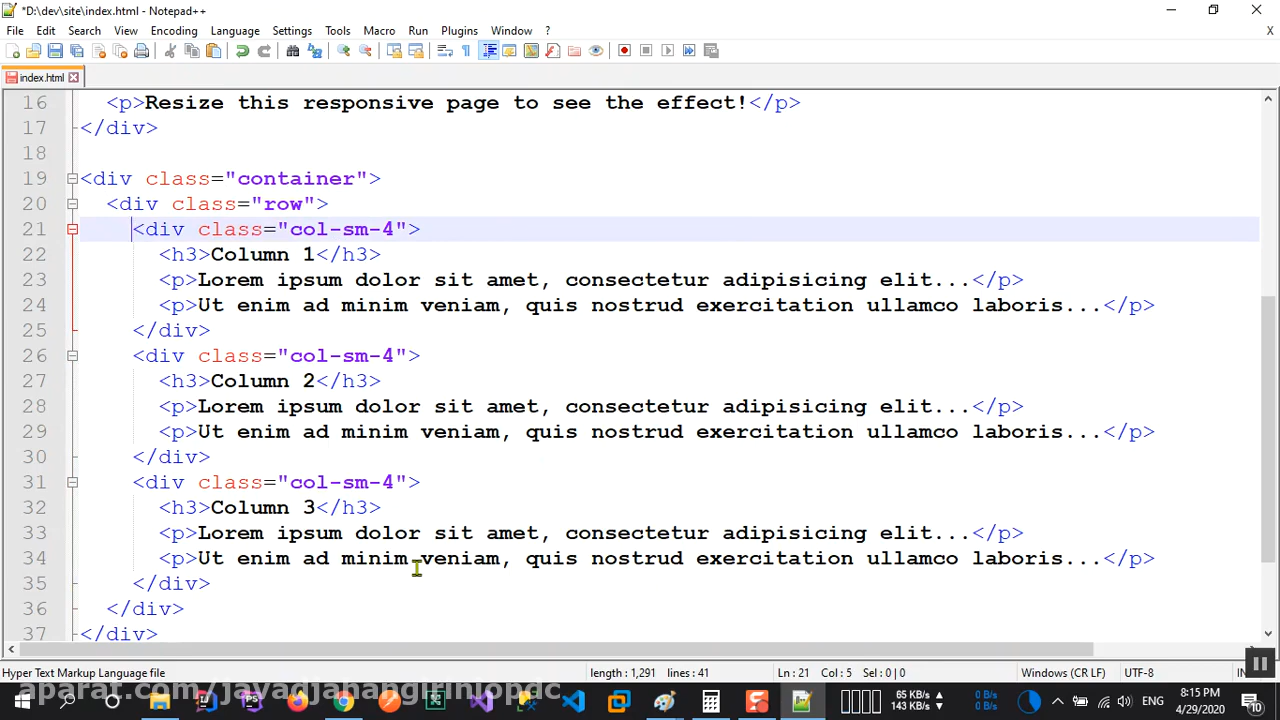 *D:\dev\site\index.html - Notepad++
File Edit Search View Encoding Language Settings Tools Macro Run Plugins Window ? X
index.html
16 <p>Resize this responsive page to see the effect!</p>
17 </div>
18
19 <div class="container">
20 <div class="row">
21 <div class="col-sm-4">
22 <h3>Column 1</h3>
23 <p>Lorem ipsum dolor sit amet, consectetur adipisicing elit...</p>
24 <p>Ut enim ad minim veniam, quis nostrud exercitation ullamco laboris...</p>
25 </div>
26 <div class="col-sm-4">
27 <h3>Column 2</h3>
28 <p>Lorem ipsum dolor sit amet, consectetur adipisicing elit...</p>
29 <p>Ut enim ad minim veniam, quis nostrud exercitation ullamco laboris...</p>
30 </div>
31 <div class="col-sm-4">
32 <h3>Column 3</h3>
33 <p>Lorem ipsum dolor sit amet, consectetur adipisicing elit...</p>
34 <p>Ut enim ad minim veniam, quis nostrud exercitation ullamco laboris...</p>
35 </div>
36 </div>
37 </div>
Hyper Text Markup Language file length : 1,291 lines : 41 Ln : 21 Col : 5 Sel : 0 | 0 Windows (CR LF) UTF-8 IN
aparat.com/javadjahangiriniopdc
65 KB/s 0 B/s ENG 8:15 PM
143 KB/s 0 B/s 4/29/2020 10